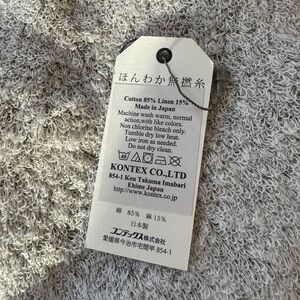 ほんわか無撚糸
Cotton 85% Linen 15%
Made in Japan
Machine wash warm, normal
action,with like colors.
Non chlorine bleach only.
Tumble dry low heat.
Low iron as needed.
Do not dry clean.
KONTEX CO.,LTD
854-1 Kou Takuma Imabari
Ehime Japan
http://www.kontex.co.jp
綿 85% 麻 15%
日本製
コンテックス株式会社
愛媛県今治市宅間甲 854-1